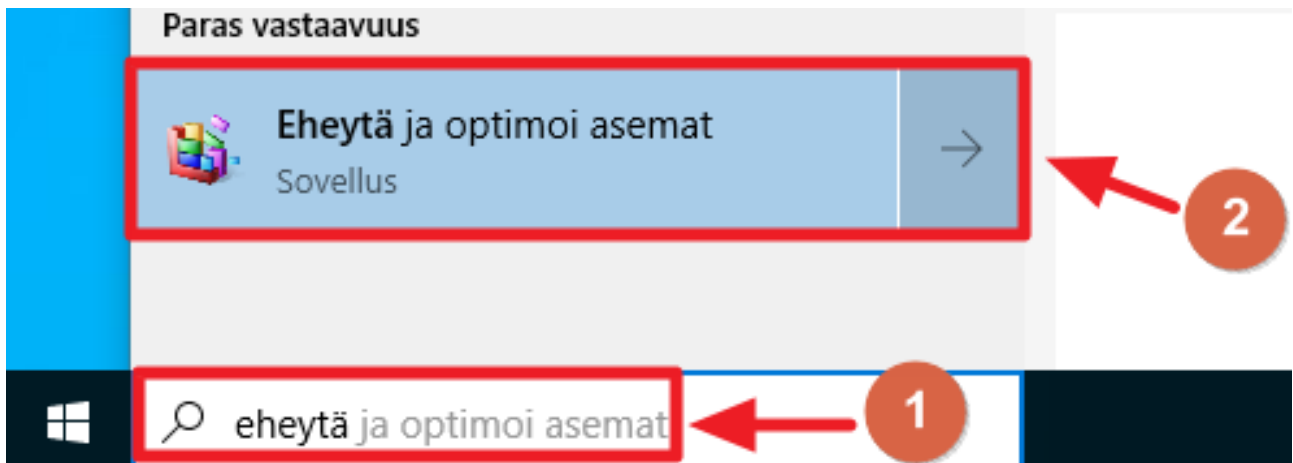 Paras vastaavuus
Eheytä ja optimoi asemat
Sovellus
2
eheytä ja optimoi asemat
1